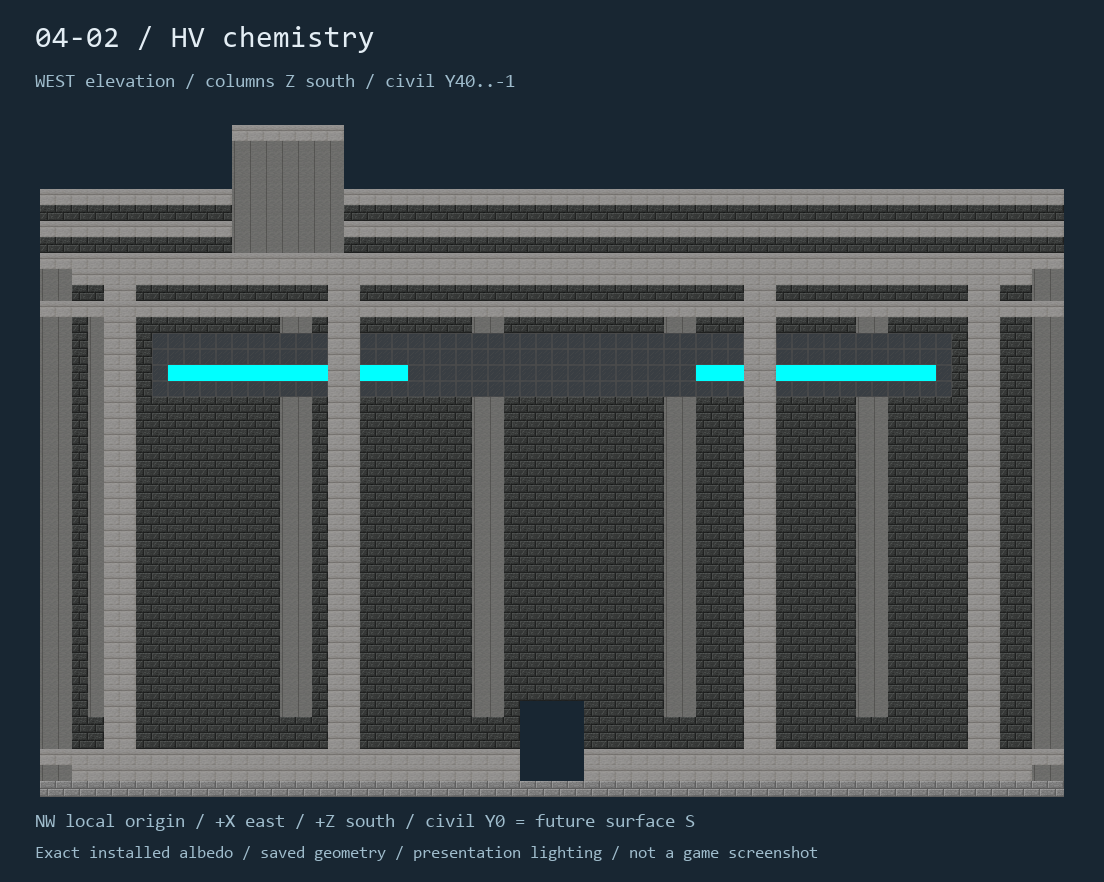 04-02 / HV chemistry
WEST elevation / columns Z south / civil Y40..-1
NW local origin / +X east / +Z south / civil Y0 = future surface S
Exact installed albedo / saved geometry / presentation lighting / not a game screenshot